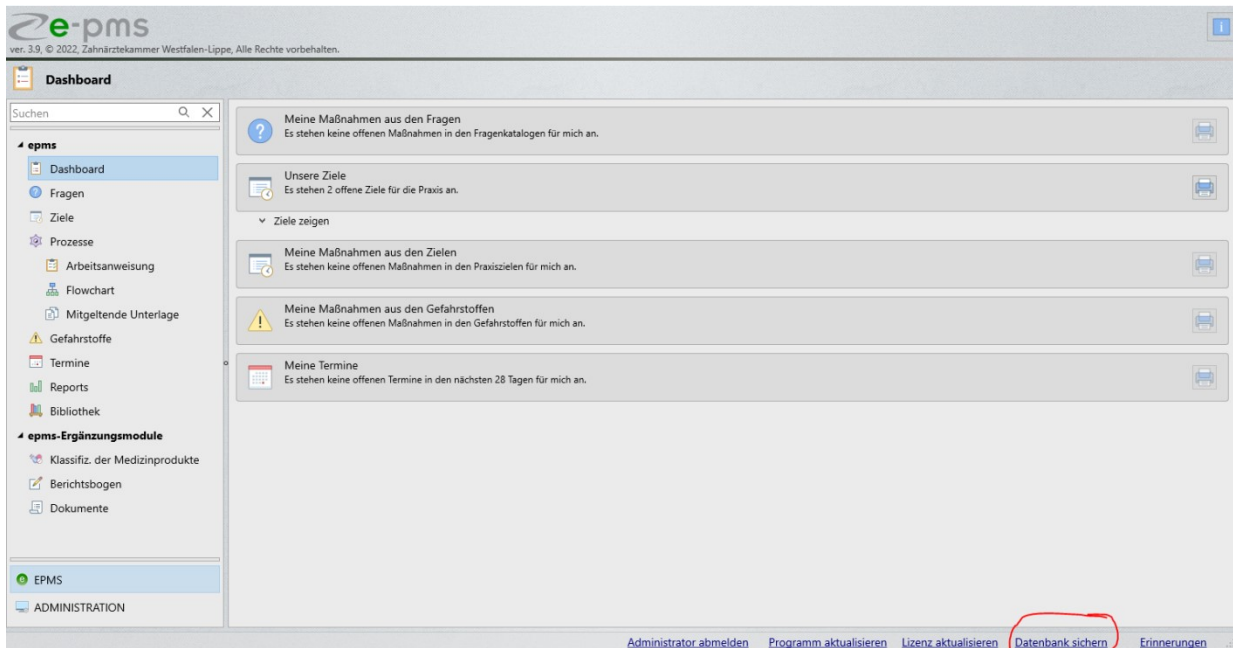 e-pms
ver. 3.9, © 2022, Zahnärztekammer Westfalen-Lippe, Alle Rechte vorbehalten.
i
Dashboard
Suchen
epms
Dashboard
Fragen
Ziele
Prozesse
Arbeitsanweisung
Flowchart
Mitgeltende Unterlage
Gefahrstoffe
Termine
Reports
Bibliothek
epms-Ergänzungsmodule
Klassifiz. der Medizinprodukte
Berichtsbogen
Dokumente
EPMS
ADMINISTRATION
Meine Maßnahmen aus den Fragen
Es stehen keine offenen Maßnahmen in den Fragenkatalogen für mich an.
Unsere Ziele
Es stehen 2 offene Ziele für die Praxis an.
Ziele zeigen
Meine Maßnahmen aus den Zielen
Es stehen keine offenen Maßnahmen in den Praxiszielen für mich an.
Meine Maßnahmen aus den Gefahrstoffen
Es stehen keine offenen Maßnahmen in den Gefahrstoffen für mich an.
Meine Termine
Es stehen keine offenen Termine in den nächsten 28 Tagen für mich an.
Administrator abmelden Programm aktualisieren Lizenz aktualisieren Datenbank sichern Erinnerungen